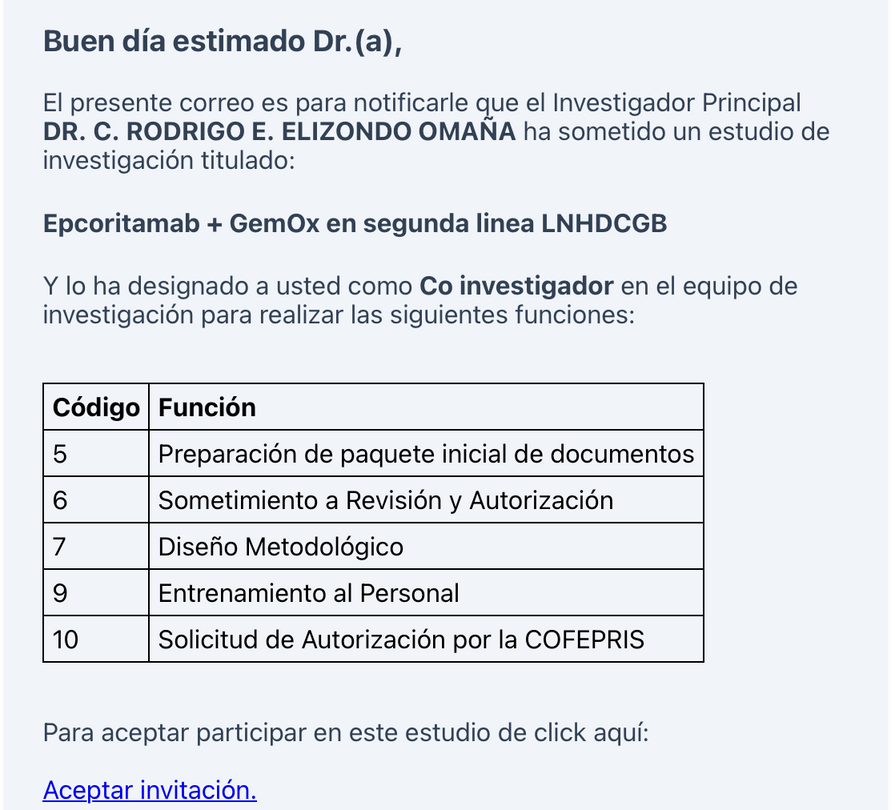 Buen día estimado Dr.(a),
El presente correo es para notificarle que el Investigador Principal
DR. C. RODRIGO E. ELIZONDO OMAÑA ha sometido un estudio de
investigación titulado:
Epcoritamab + GemOx en segunda linea LNHDCGB
Y lo ha designado a usted como Co investigador en el equipo de
investigación para realizar las siguientes funciones:
Código Función
5 Preparación de paquete inicial de documentos
6 Sometimiento a Revisión y Autorización
7 Diseño Metodológico
9 Entrenamiento al Personal
10 Solicitud de Autorización por la COFEPRIS
Para aceptar participar en este estudio de click aquí:
Aceptar invitación.